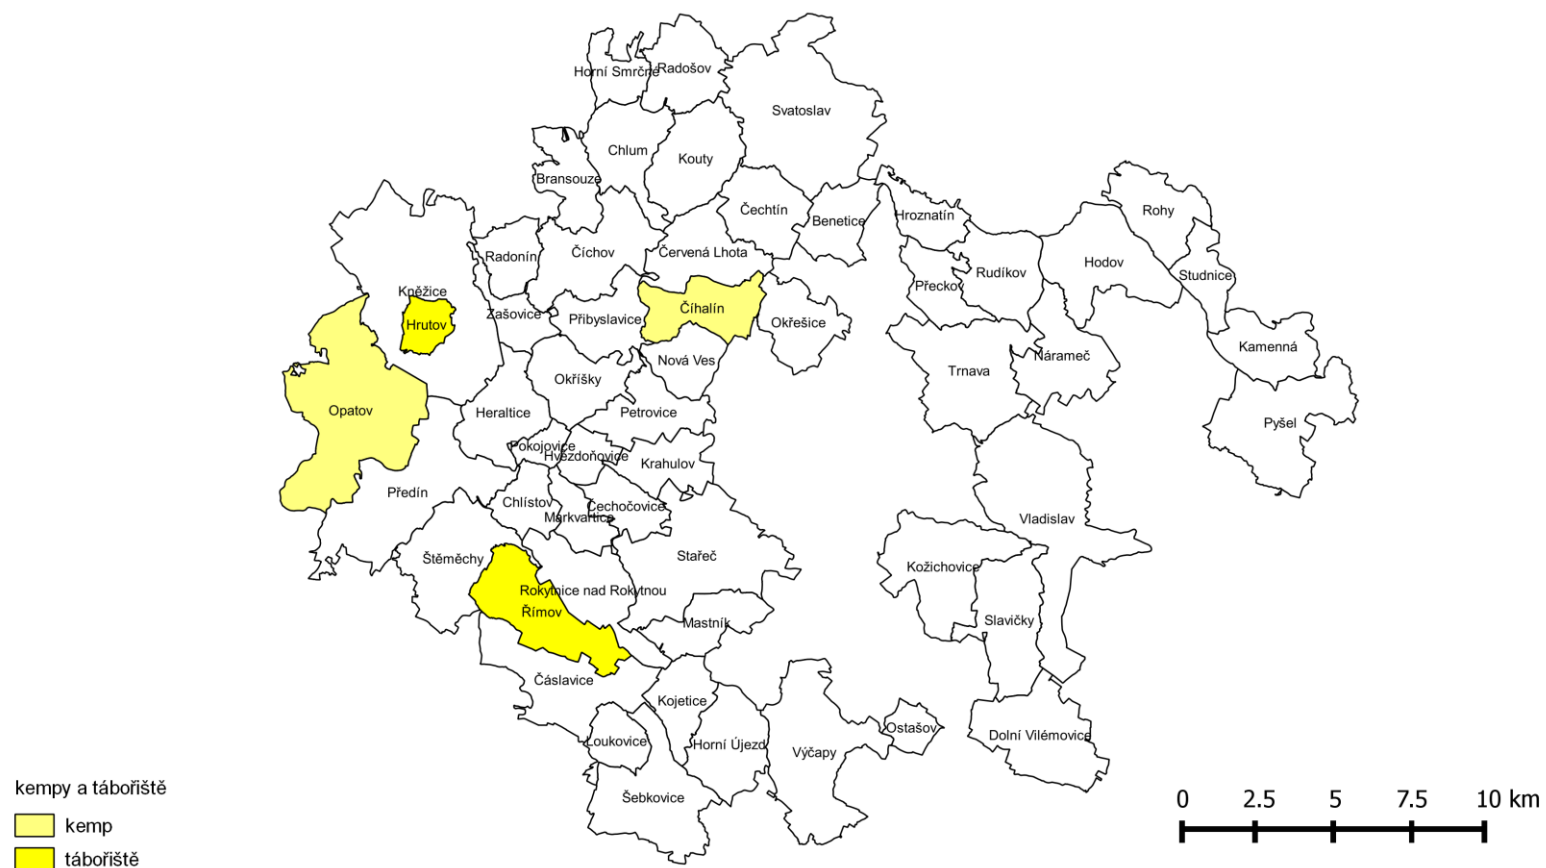 Horní Smrčné
Radošov
Svatoslav
Chlum
Kouty
Bransouze
Čechtín
Benetice
Hroznatín
Rohy
Radonín
Číchov
Červená Lhota
Rudíkov
Hodov
Studnice
Kněžice
Přeckov
Hrutov
Zašovice
Přibyslavice
Číhalín
Okřešice
Kamenná
Nová Ves
Nárameč
Okříšky
Trnava
Opatov
Heraltice
Petrovice
Pyšel
Pokojovice
Hvězdoňovice
Krahulov
Předín
Chlístov
Čechočovice
Markvartice
Vladislav
Štěměchy
Stařeč
Kožichovice
Rokytnice nad Rokytnou
Římov
Mastník
Slavičky
Čáslavice
Kojetice
Ostašov
Dolní Vilémovice
Loukovice
Horní Újezd
Výčapy
Šebkovice
kempy a tábořiště
kemp
tábořiště
0 2.5 5 7.5 10 km